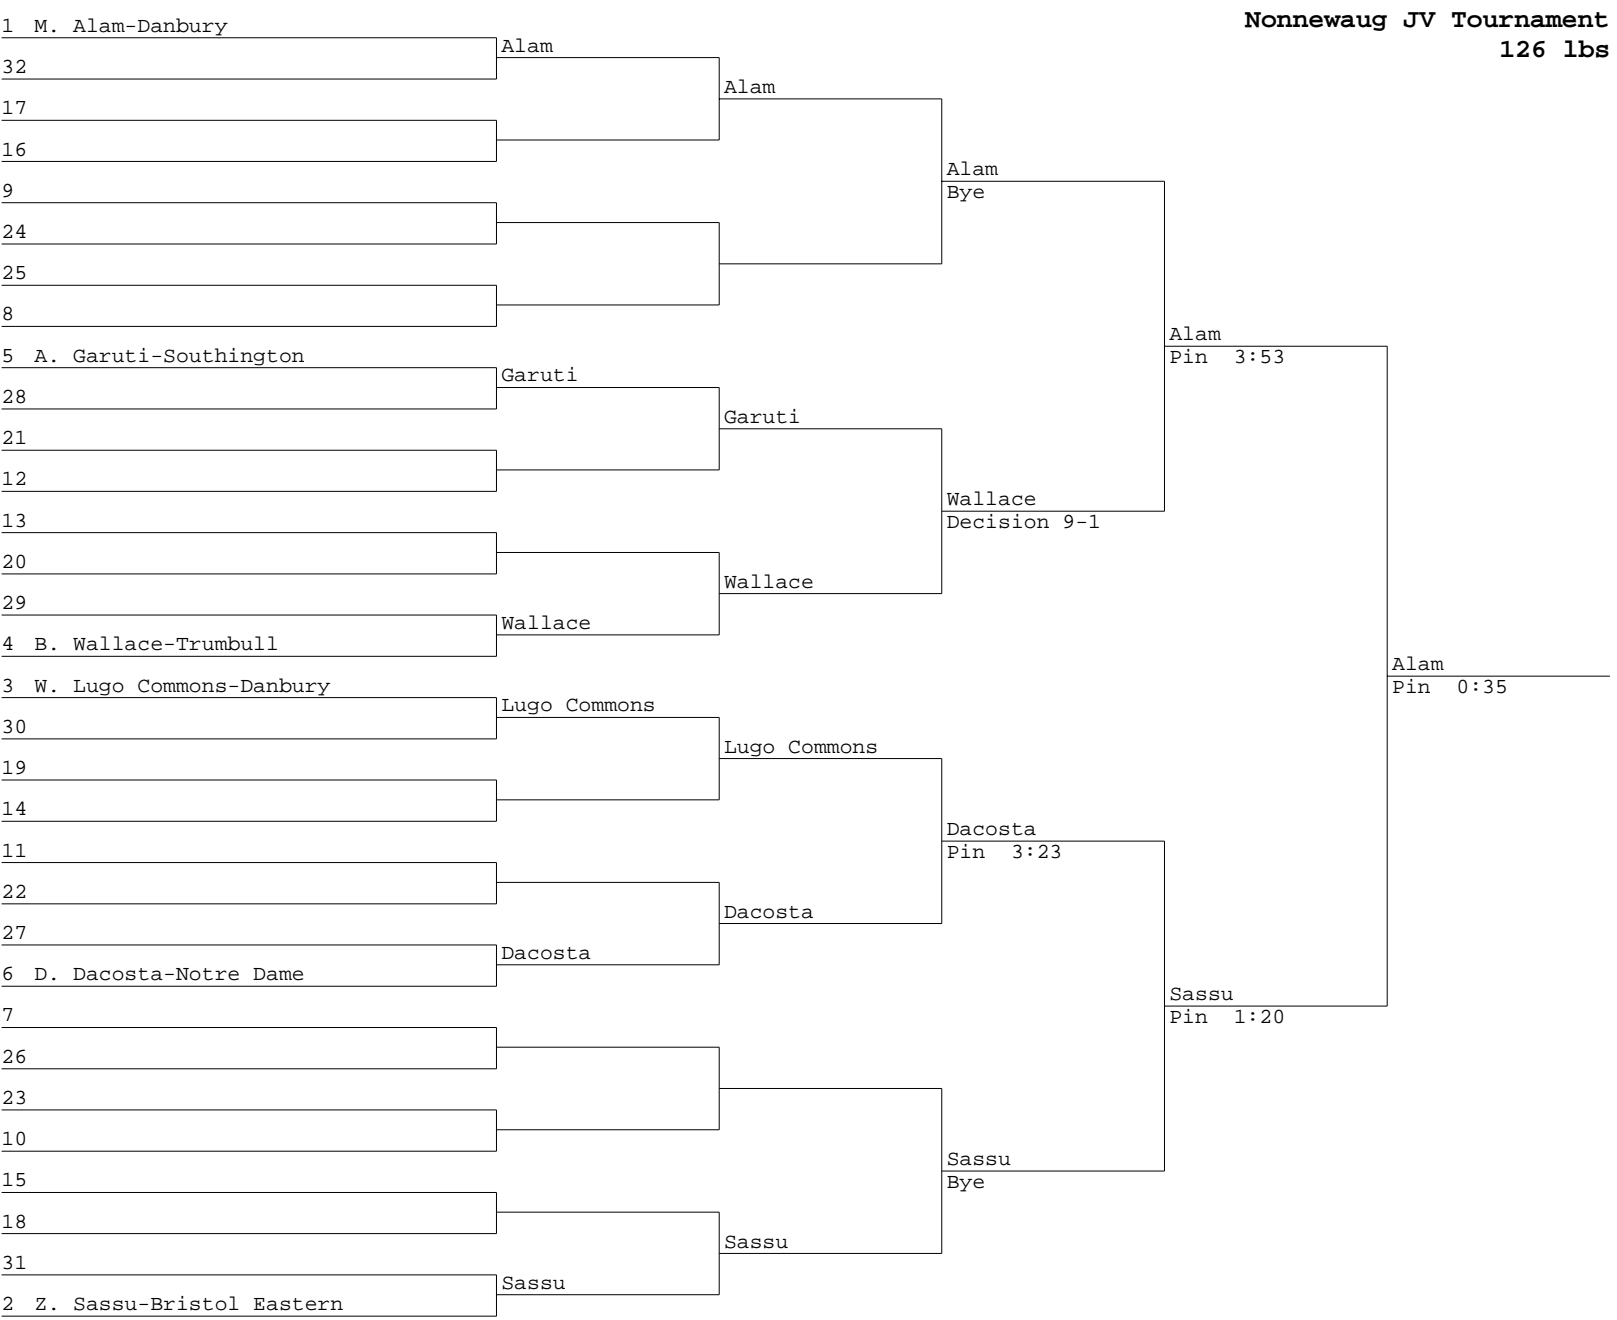 Nonnewaug JV Tournament
126 lbs
1 M. Alam-Danbury
32
17
16
9
24
25
8
5 A. Garuti-Southington
28
21
12
13
20
29
4 B. Wallace-Trumbull
3 W. Lugo Commons-Danbury
30
19
14
11
22
27
6 D. Dacosta-Notre Dame
7
26
23
10
15
18
31
2 Z. Sassu-Bristol Eastern
Alam
Garuti
Wallace
Lugo Commons
Dacosta
Sassu
Alam
Garuti
Wallace
Lugo Commons
Dacosta
Sassu
Alam
Bye
Wallace
Decision 9-1
Dacosta
Pin 3:23
Sassu
Bye
Alam
Pin 3:53
Sassu
Pin 1:20
Alam
Pin 0:35